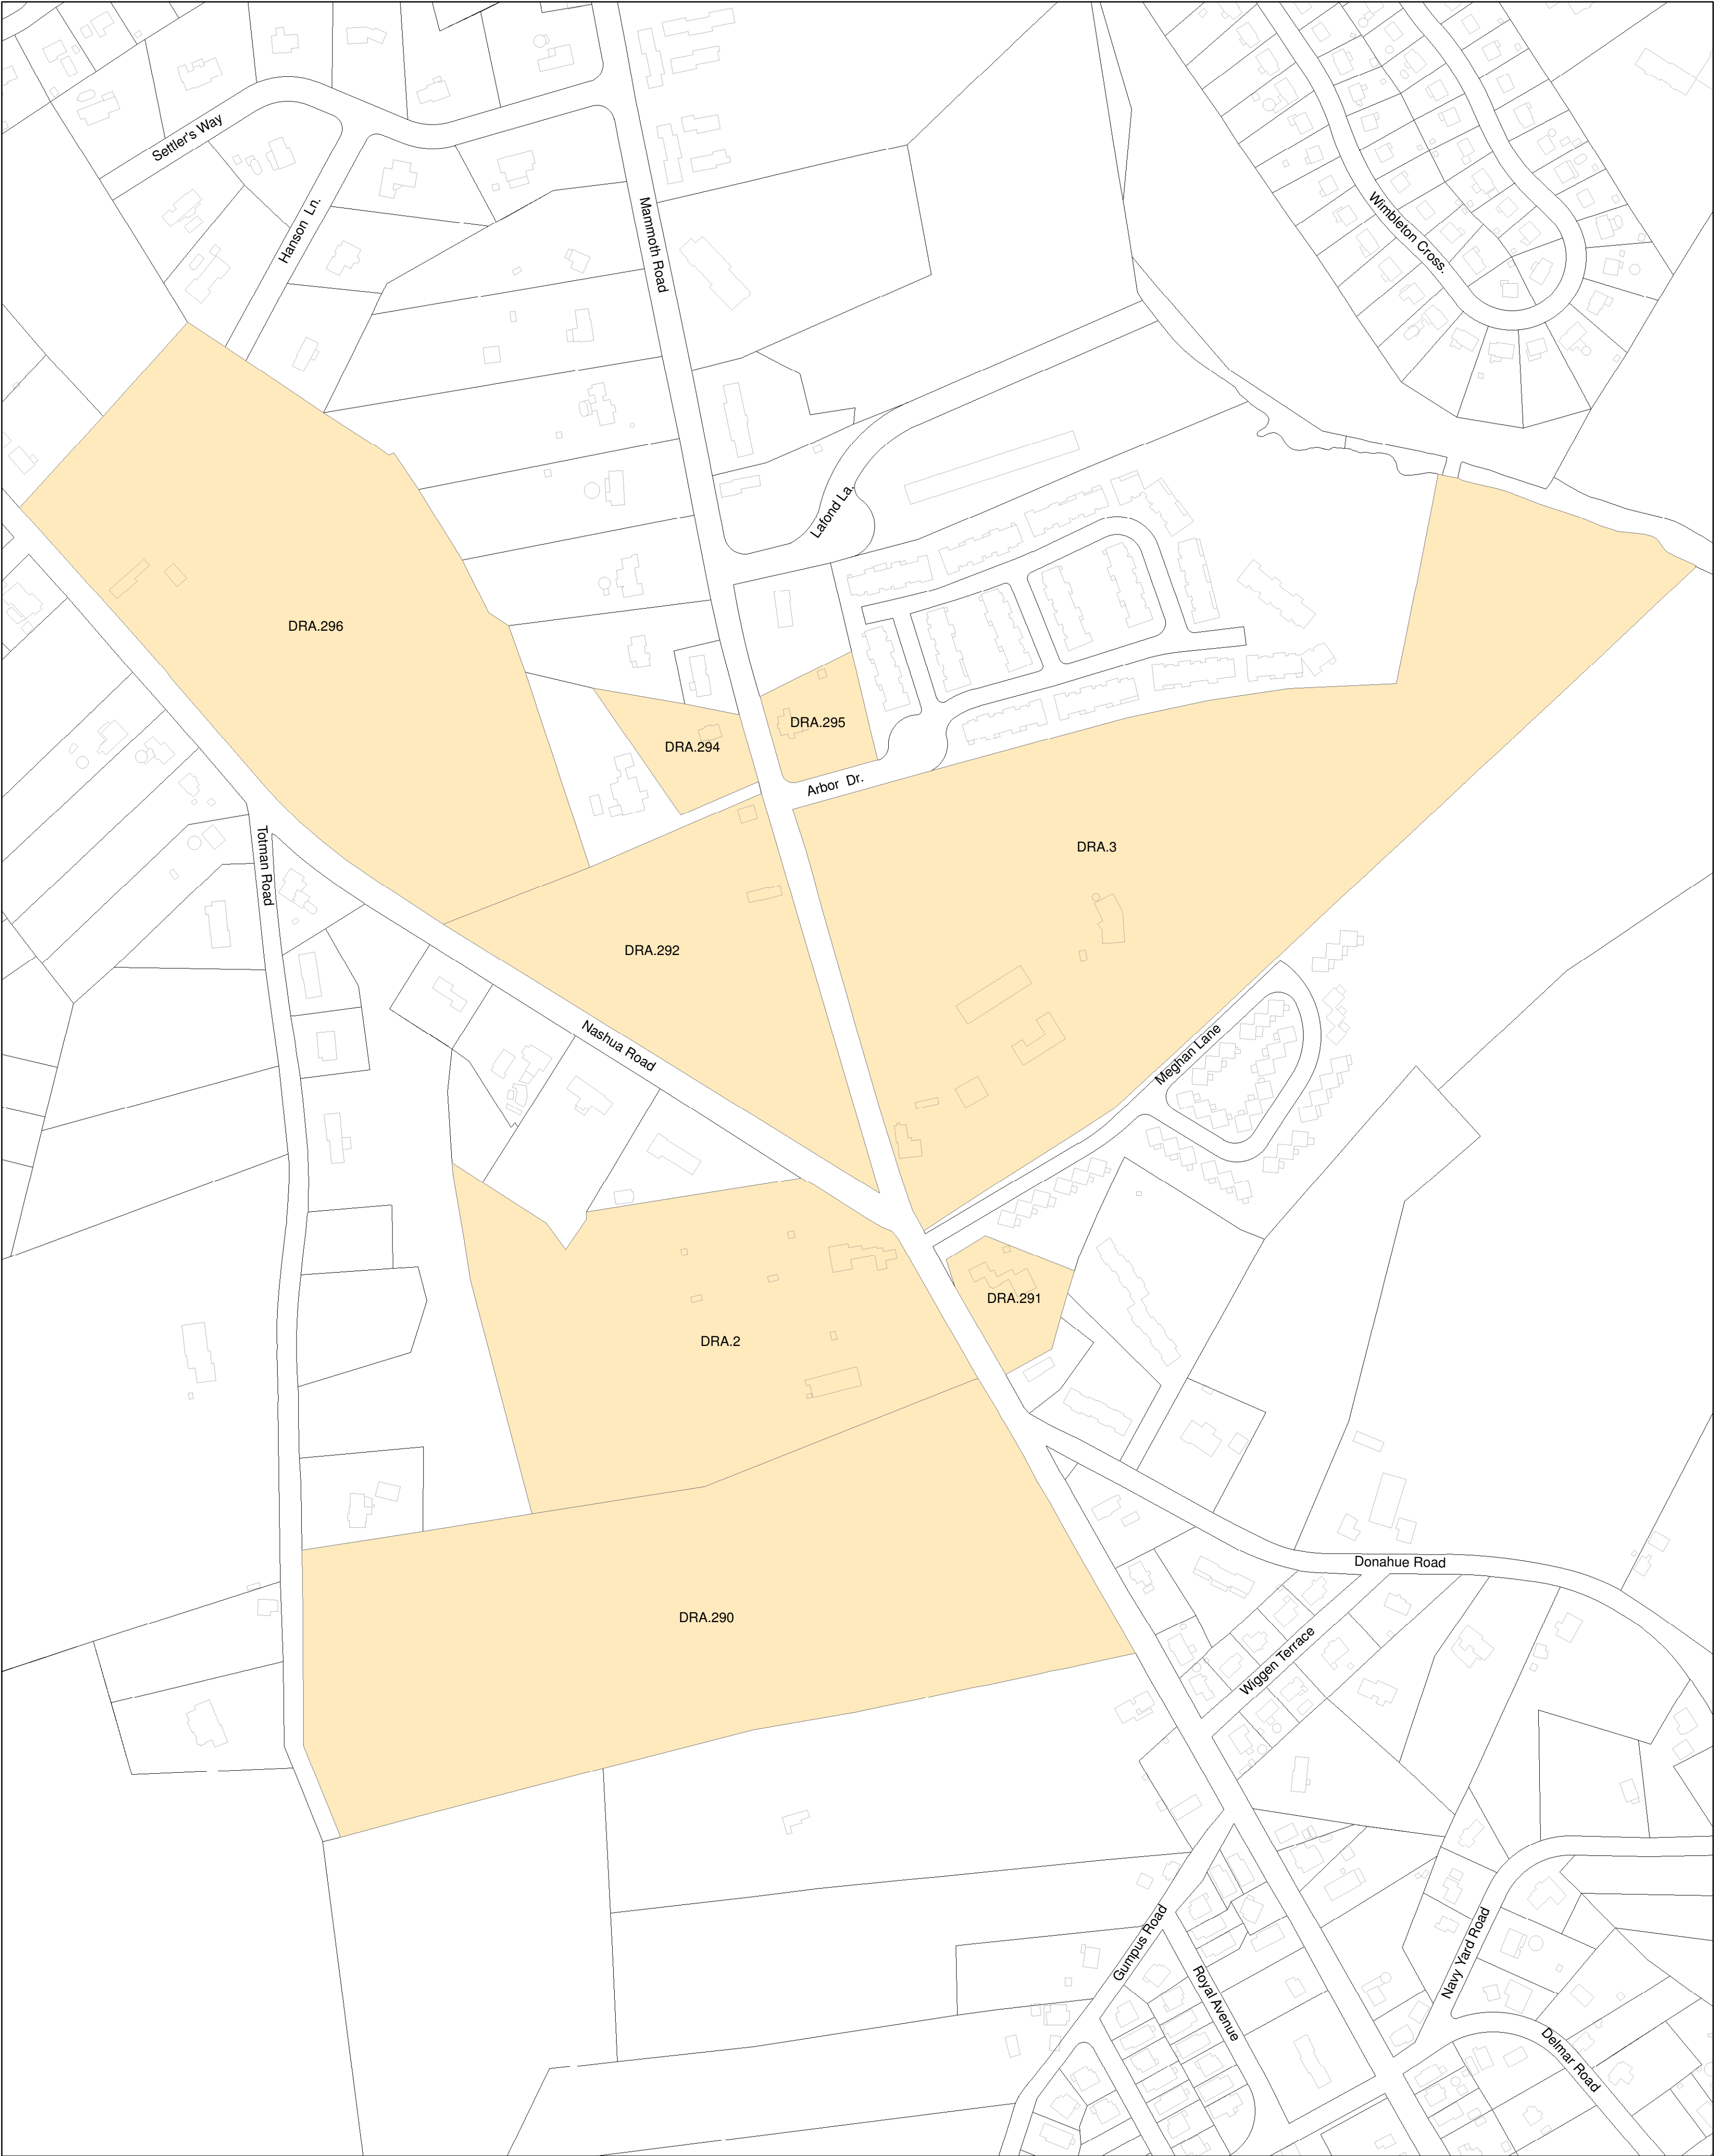 Settler's Way
Hanson Ln.
Mammoth Road
Wimbleton Cross.
Lafond La.
DRA.296
DRA.295
DRA.294
Arbor Dr.
DRA.3
Totman Road
DRA.292
Nashua Road
Meghan Lane
DRA.291
DRA.2
Donahue Road
DRA.290
Wiggen Terrace
Gumpus Road
Royal Avenue
Navy Yard Road
Delmar Road